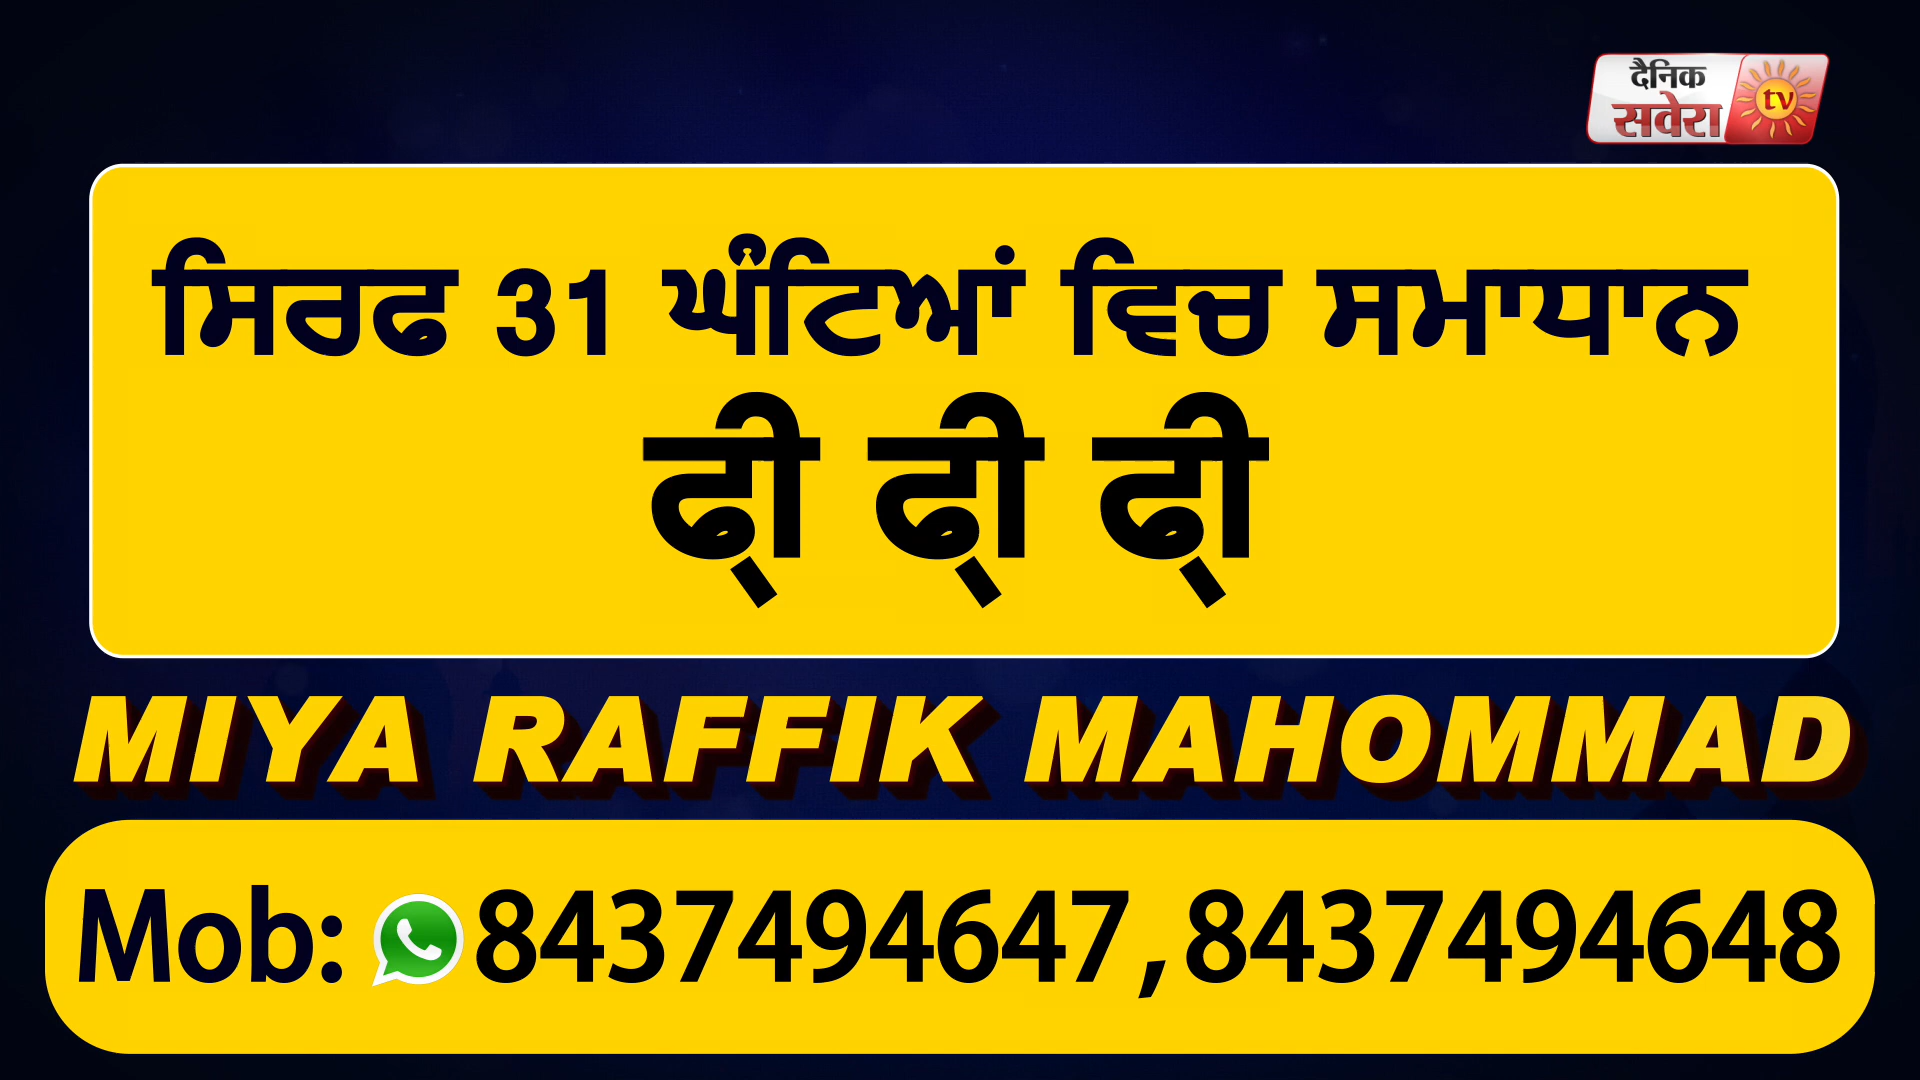 दैनिक
सवेरा tv
ਸਿਰਫ 31 ਘੰਟਿਆਂ ਵਿਚ ਸਮਾਧਾਨ
ਫ੍ਰੀ ਫ੍ਰੀ ਫ੍ਰੀ
MIYA RAFFIK MAHOMMAD
Mob: 8437494647, 8437494648